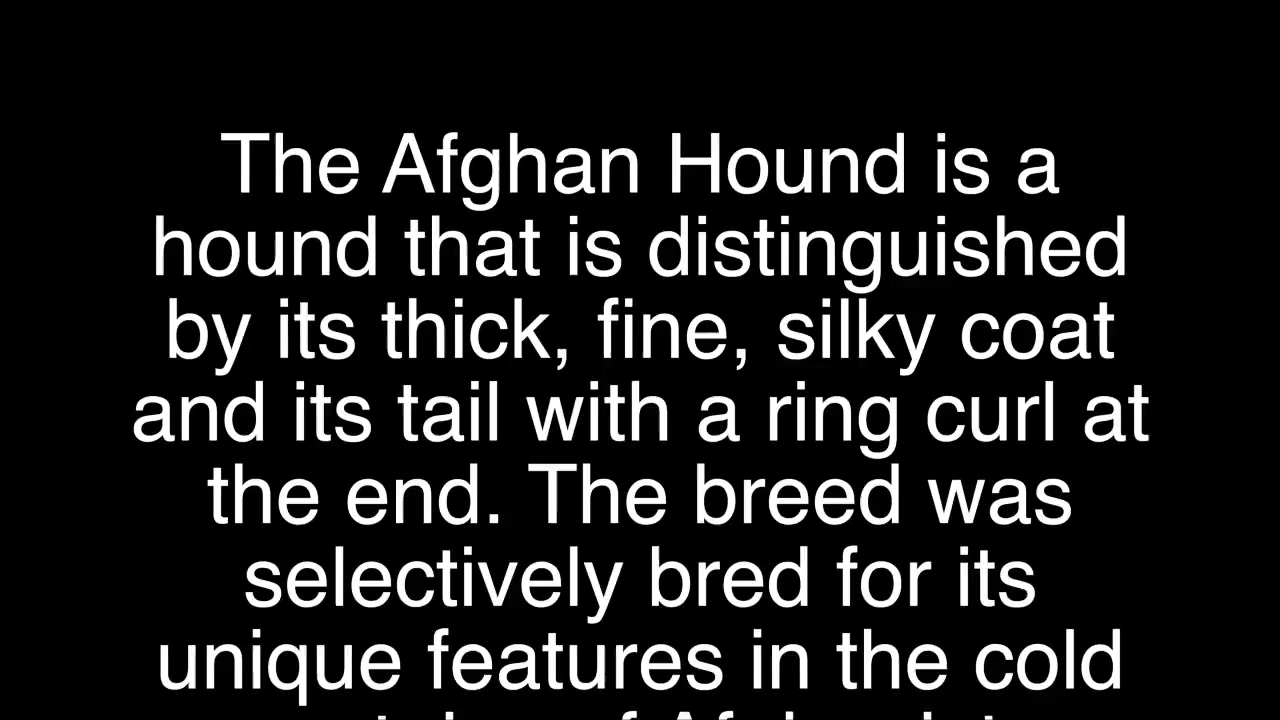 The Afghan Hound is a
hound that is distinguished
by its thick, fine, silky coat
and its tail with a ring curl at
the end. The breed was
selectively bred for its
unique features in the cold